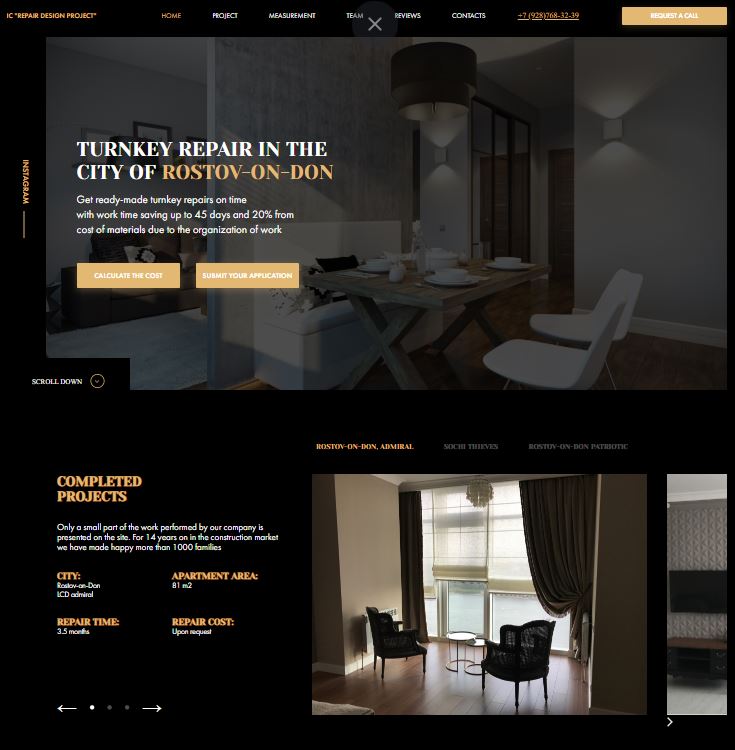 IC "REPAIR DESIGN PROJECT"
HOME
PROJECT
MEASUREMENT
TEAM
REVIEWS
CONTACTS
+7 (928)768-32-39
REQUEST A CALL
INSTAGRAM
TURNKEY REPAIR IN THE
CITY OF ROSTOV-ON-DON
Get ready-made turnkey repairs on time
with work time saving up to 45 days and 20% from
cost of materials due to the organization of work
CALCULATE THE COST
SUBMIT YOUR APPLICATION
SCROLL DOWN
ROSTOV-ON-DON, ADMIRAL
SOCHI THIEVES
ROSTOV-ON-DON PATRIOTIC
COMPLETED
PROJECTS
Only a small part of the work performed by our company is
presented on the site. For 14 years on in the construction market
we have made happy more than 1000 families
CITY:
Rostov-on-Don
LCD admiral
APARTMENT AREA:
81 m2
REPAIR TIME:
3.5 months
REPAIR COST:
Upon request